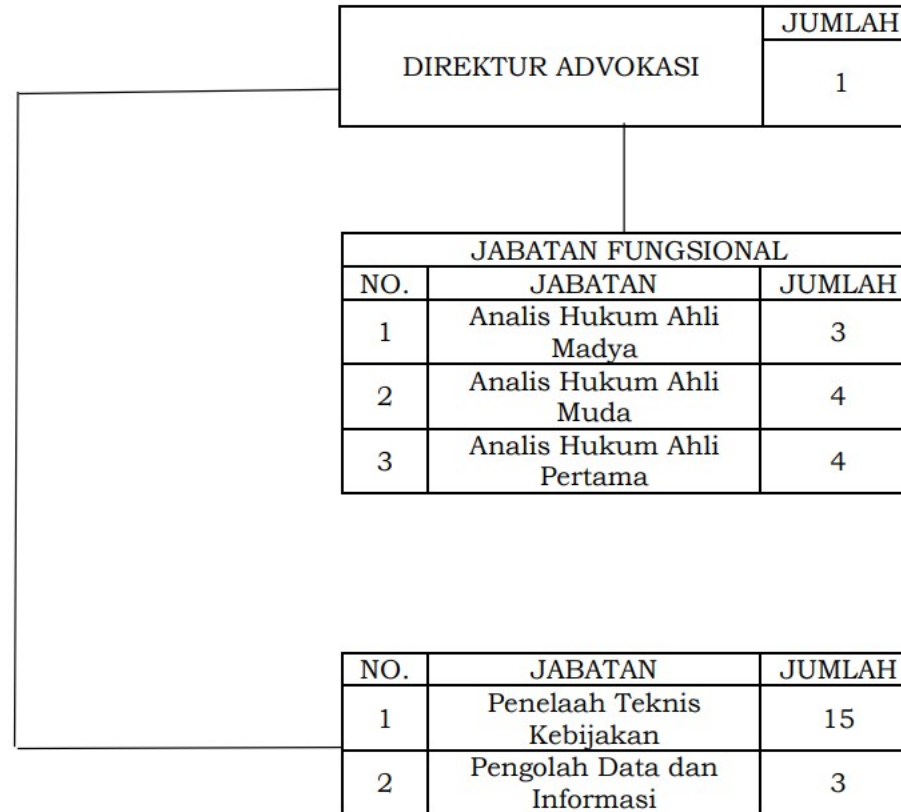 DIREKTUR ADVOKASI
JUMLAH
1
JABATAN FUNGSIONAL
NO. JABATAN JUMLAH
1 Analis Hukum Ahli Madya 3
2 Analis Hukum Ahli Muda 4
3 Analis Hukum Ahli Pertama 4
NO. JABATAN JUMLAH
1 Penelaah Teknis Kebijakan 15
2 Pengolah Data dan Informasi 3